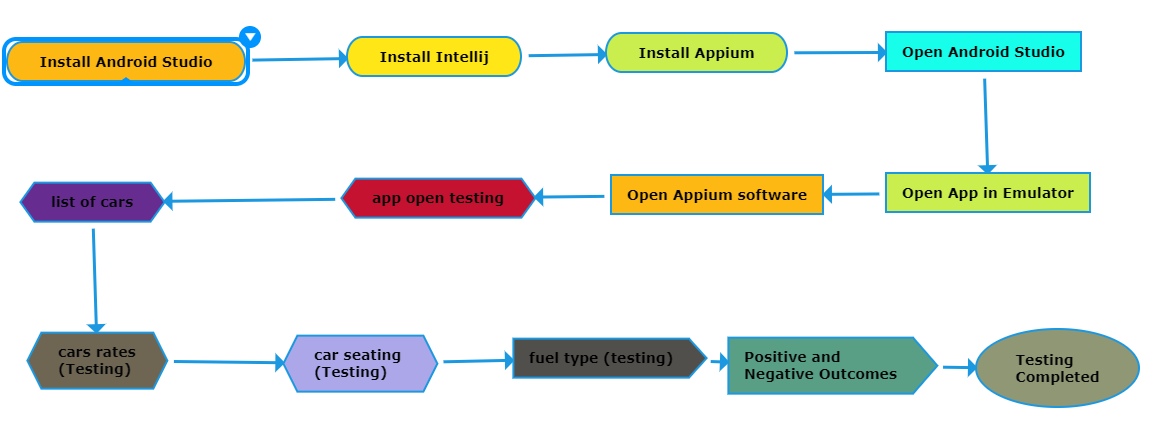 Install Android Studio
Install Intellij
Install Appium
Open Android Studio
Open App in Emulator
Open Appium software
app open testing
list of cars
cars rates
(Testing)
car seating
(Testing)
fuel type (testing)
Positive and
Negative Outcomes
Testing
Completed